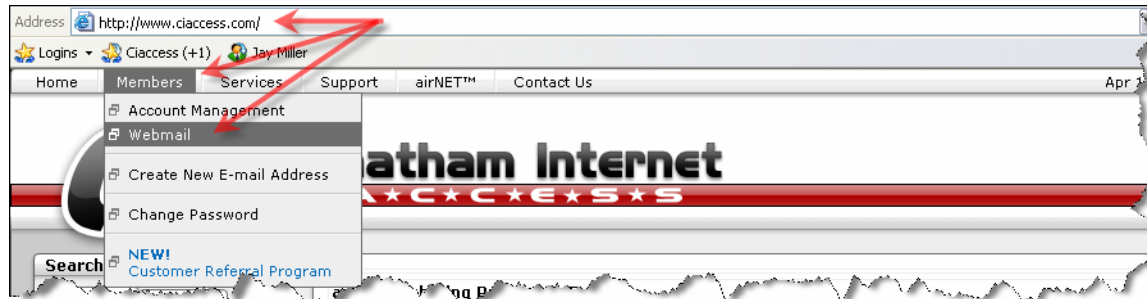 Address http://www.ciaccess.com/
Logins Ciaccess (+1) Jay Miller
Home Members Services Support airNET™ Contact Us Apr
Account Management
Webmail
atham Internet
Create New E-mail Address
A★C★C★E★S★S
Change Password
NEW!
Search
Customer Referral Program